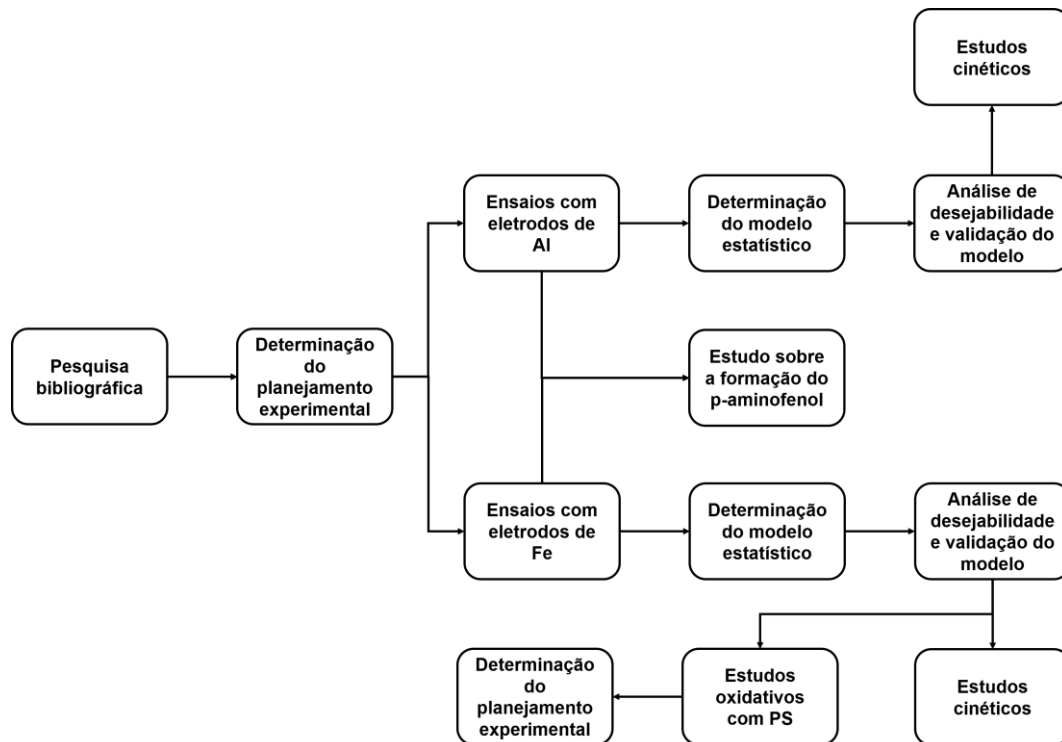 Estudos
cinéticos
Ensaios com
eletrodos de
Al
Determinação
do modelo
estatístico
Análise de
desejabilidade
e validação do
modelo
Pesquisa
bibliográfica
Determinação
do
planejamento
experimental
Estudo sobre
a formação do
p-aminofenol
Ensaios com
eletrodos de
Fe
Determinação
do modelo
estatístico
Análise de
desejabilidade
e validação do
modelo
Determinação
do
planejamento
experimental
Estudos
oxidativos
com PS
Estudos
cinéticos